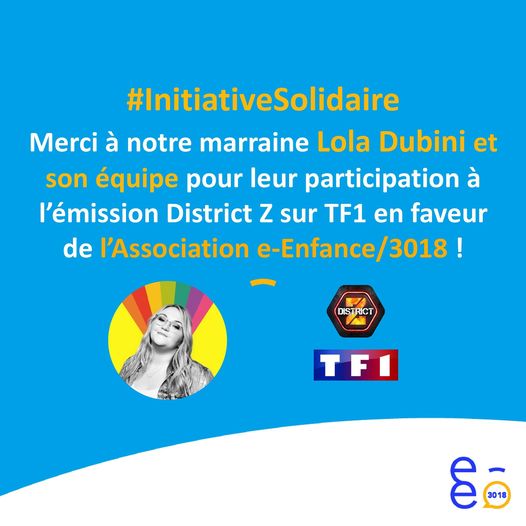 #InitiativeSolidaire
Merci à notre marraine Lola Dubini et
son équipe pour leur participation à
l'émission District Z sur TF1 en faveur
de l'Association e-Enfance/3018 !
DISTRICT
Z
TF1
e
e 3018